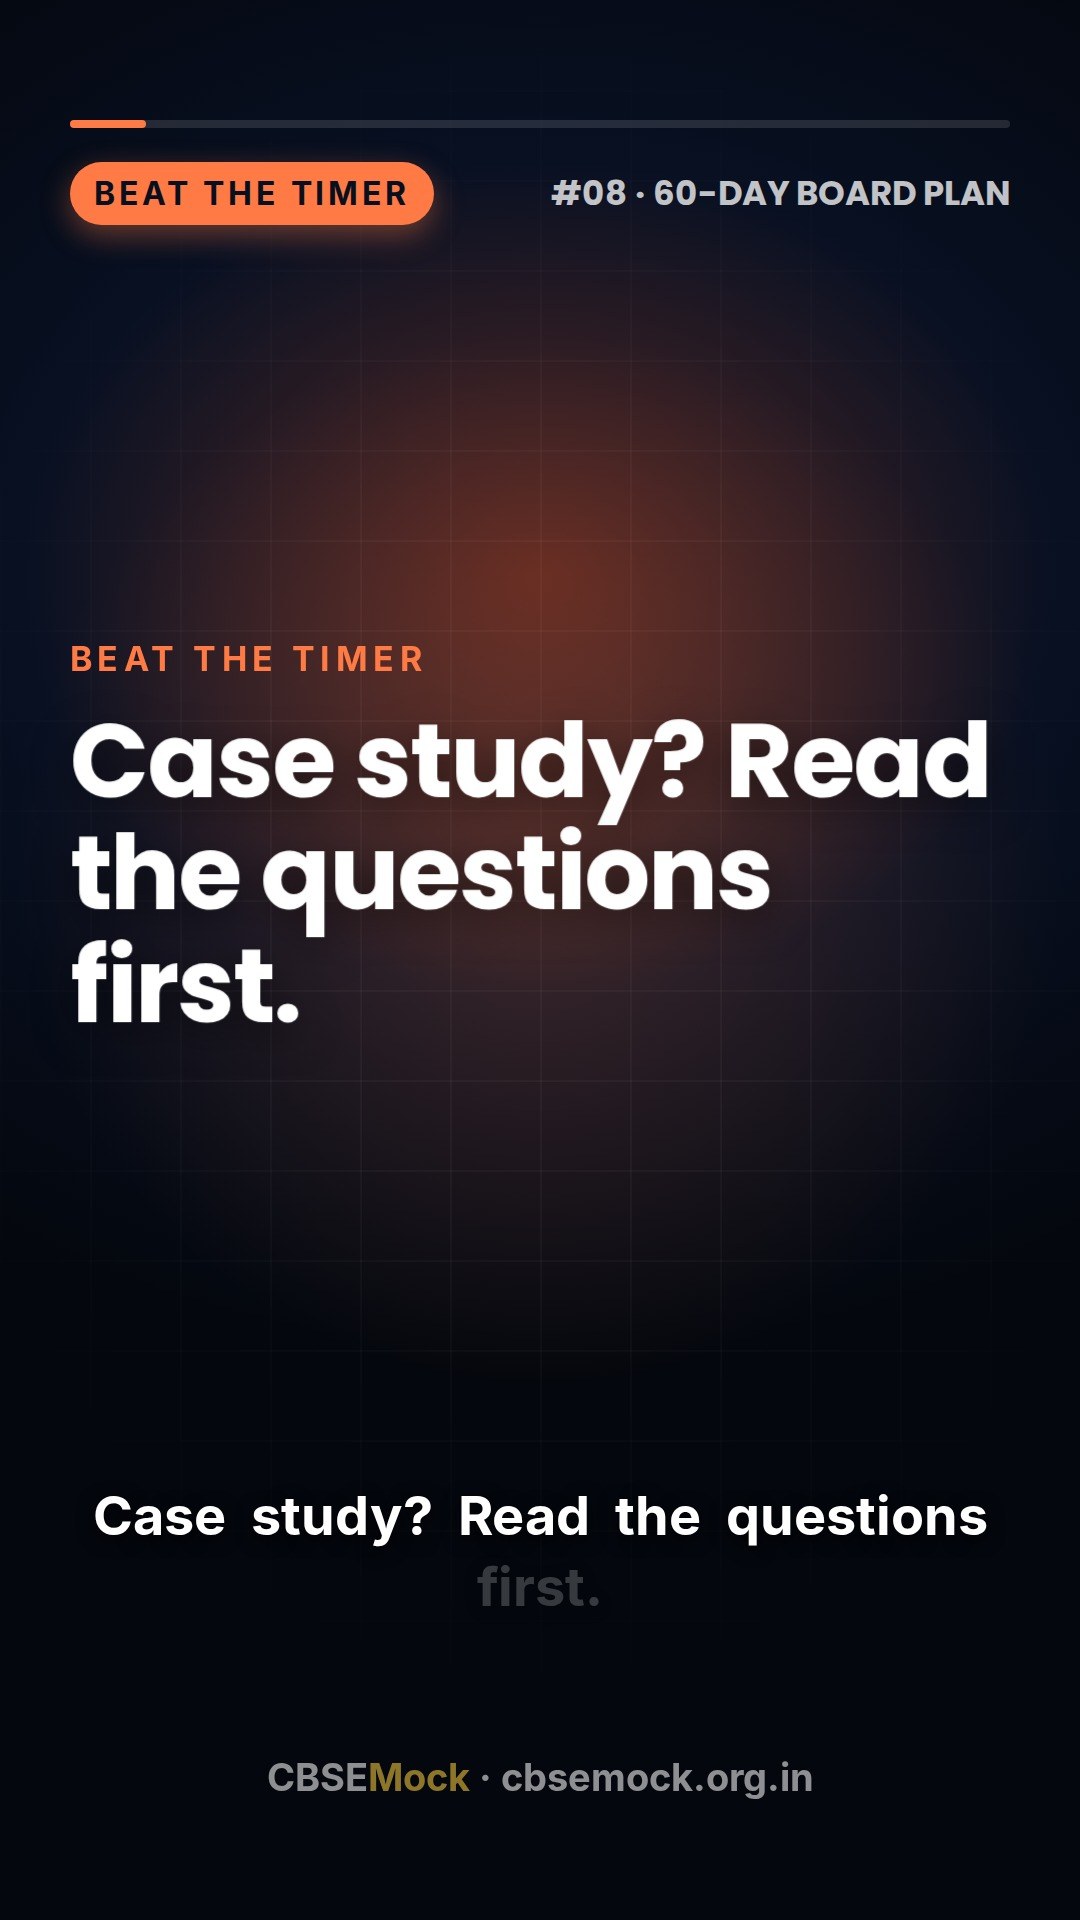 BEAT THE TIMER
#08 · 60-DAY BOARD PLAN
BEAT THE TIMER
Case study? Read
the questions
first.
Case study? Read the questions
first.
CBSEMock · cbsemock.org.in